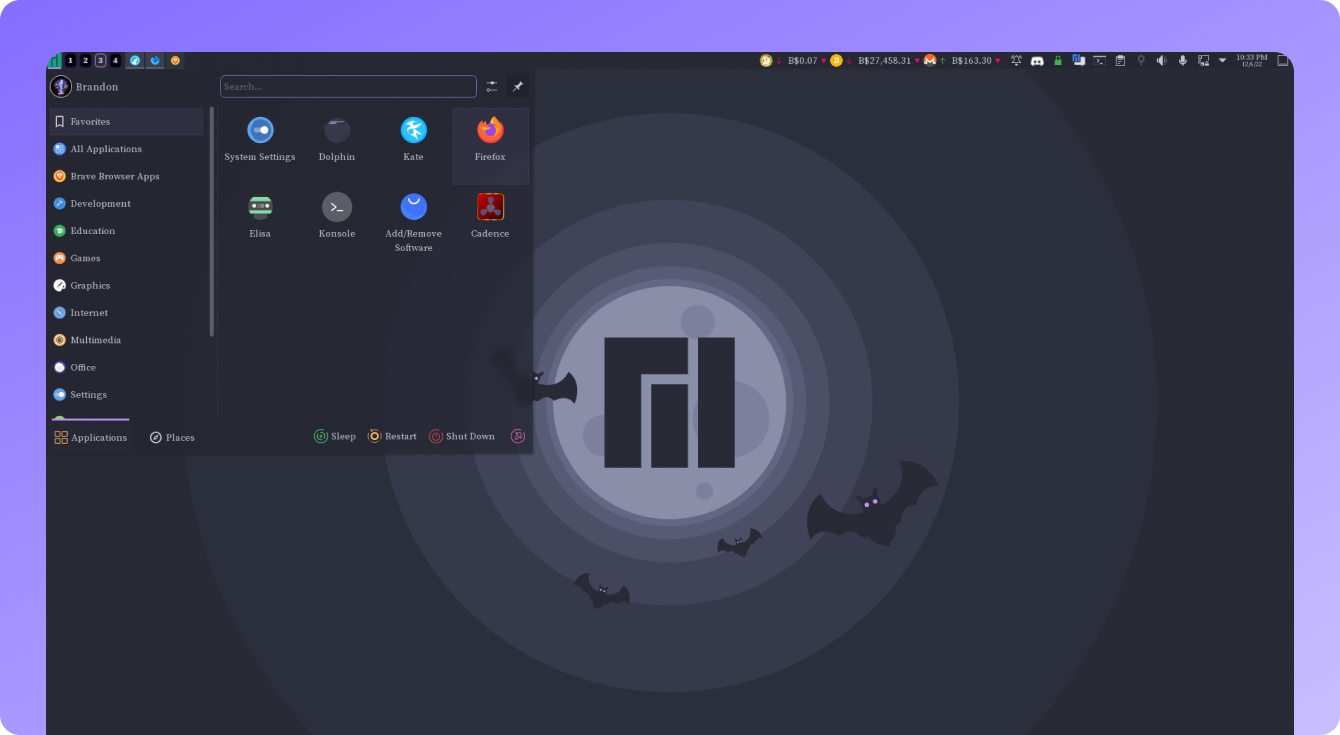 1 2 3 4
B$0.07 B$27,458.31 B$163.30
10:33 PM
12/6/22
Brandon
Search...
Favorites
All Applications
Brave Browser Apps
Development
Education
Games
Graphics
Internet
Multimedia
Office
Settings
System Settings
Dolphin
Kate
Firefox
Elisa
Konsole
Add/Remove
Software
Cadence
Applications
Places
Sleep
Restart
Shut Down